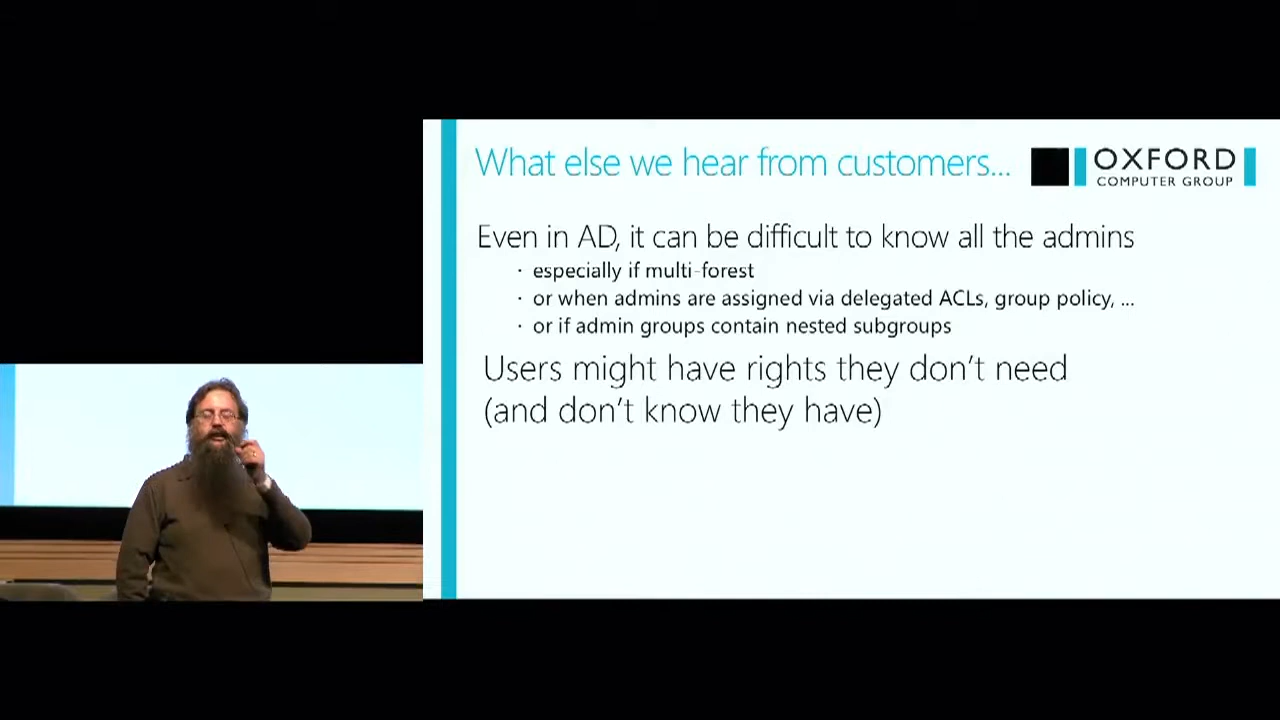 What else we hear from customers...
OXFORD
COMPUTER GROUP
Even in AD, it can be difficult to know all the admins
· especially if multi-forest
· or when admins are assigned via delegated ACLs, group policy, ...
· or if admin groups contain nested subgroups
Users might have rights they don't need
(and don't know they have)